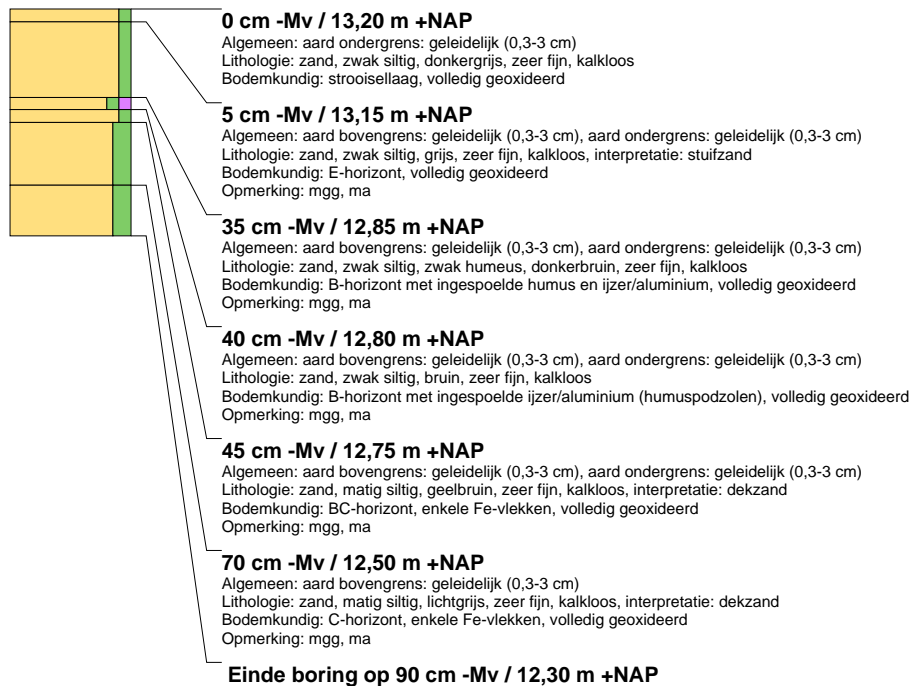 0 cm -Mv / 13,20 m +NAP
Algemeen: aard ondergrens: geleidelijk (0,3-3 cm)
Lithologie: zand, zwak siltig, donkergrijs, zeer fijn, kalkloos
Bodemkundig: strooisellaag, volledig geoxideerd
5 cm -Mv / 13,15 m +NAP
Algemeen: aard bovengrens: geleidelijk (0,3-3 cm), aard ondergrens: geleidelijk (0,3-3 cm)
Lithologie: zand, zwak siltig, grijs, zeer fijn, kalkloos, interpretatie: stuifzand
Bodemkundig: E-horizont, volledig geoxideerd
Opmerking: mgg, ma
35 cm -Mv / 12,85 m +NAP
Algemeen: aard bovengrens: geleidelijk (0,3-3 cm), aard ondergrens: geleidelijk (0,3-3 cm)
Lithologie: zand, zwak siltig, zwak humeus, donkerbruin, zeer fijn, kalkloos
Bodemkundig: B-horizont met ingespoelde humus en ijzer/aluminium, volledig geoxideerd
Opmerking: mgg, ma
40 cm -Mv / 12,80 m +NAP
Algemeen: aard bovengrens: geleidelijk (0,3-3 cm), aard ondergrens: geleidelijk (0,3-3 cm)
Lithologie: zand, zwak siltig, bruin, zeer fijn, kalkloos
Bodemkundig: B-horizont met ingespoelde ijzer/aluminium (humuspodzolen), volledig geoxideerd
Opmerking: mgg, ma
45 cm -Mv / 12,75 m +NAP
Algemeen: aard bovengrens: geleidelijk (0,3-3 cm), aard ondergrens: geleidelijk (0,3-3 cm)
Lithologie: zand, matig siltig, geelbruin, zeer fijn, kalkloos, interpretatie: dekzand
Bodemkundig: BC-horizont, enkele Fe-vlekken, volledig geoxideerd
Opmerking: mgg, ma
70 cm -Mv / 12,50 m +NAP
Algemeen: aard bovengrens: geleidelijk (0,3-3 cm)
Lithologie: zand, matig siltig, lichtgrijs, zeer fijn, kalkloos, interpretatie: dekzand
Bodemkundig: C-horizont, enkele Fe-vlekken, volledig geoxideerd
Opmerking: mgg, ma
Einde boring op 90 cm -Mv / 12,30 m +NAP